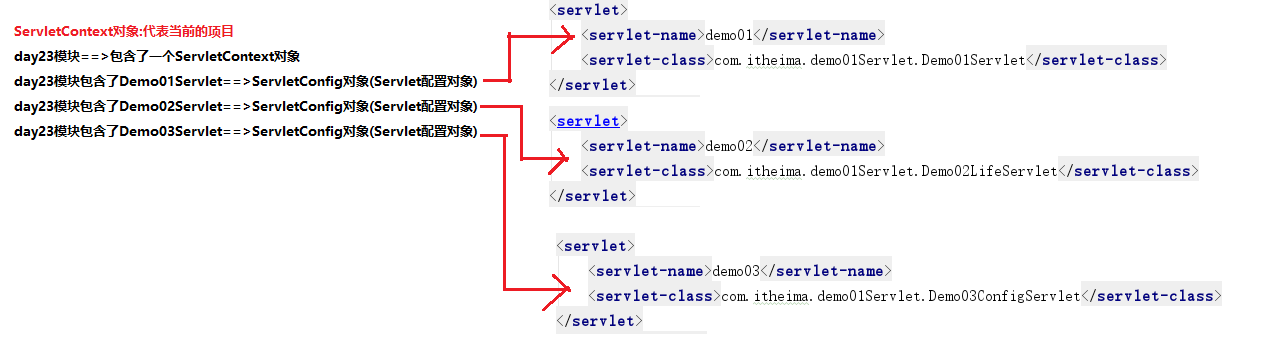 ServletContext对象:代表当前的项目
day23模块==>包含了一个ServletContext对象
day23模块包含了Demo01Servlet==>ServletConfig对象(Servlet配置对象)
day23模块包含了Demo02Servlet==>ServletConfig对象(Servlet配置对象)
day23模块包含了Demo03Servlet==>ServletConfig对象(Servlet配置对象)
<servlet>
<servlet-name>demo01</servlet-name>
<servlet-class>com.itheima.demo01Servlet.Demo01Servlet</servlet-class>
</servlet>
<servlet>
<servlet-name>demo02</servlet-name>
<servlet-class>com.itheima.demo01Servlet.Demo02LifeServlet</servlet-class>
</servlet>
<servlet>
<servlet-name>demo03</servlet-name>
<servlet-class>com.itheima.demo01Servlet.Demo03ConfigServlet</servlet-class>
</servlet>